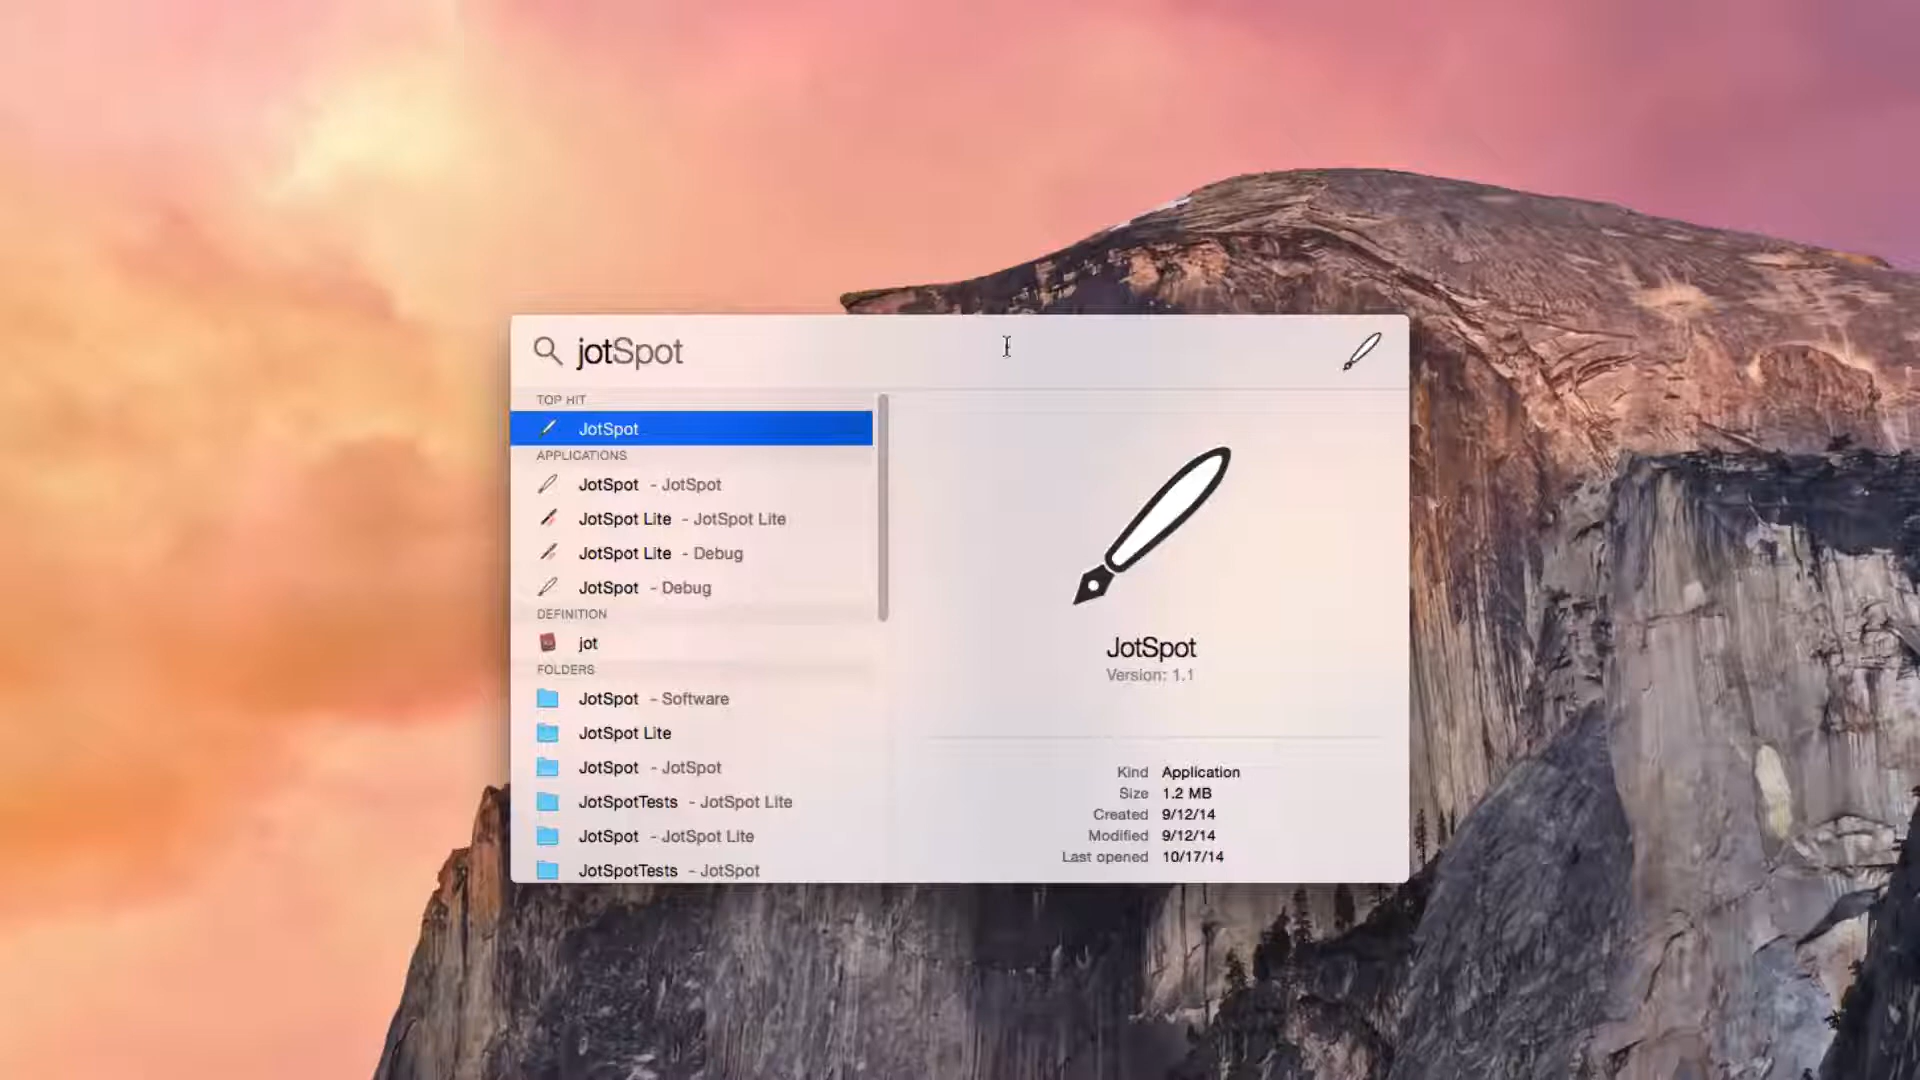 jotSpot
TOP HIT
JotSpot
APPLICATIONS
JotSpot - JotSpot
JotSpot Lite - JotSpot Lite
JotSpot Lite - Debug
JotSpot - Debug
DEFINITION
jot
FOLDERS
JotSpot - Software
JotSpot Lite
JotSpot - JotSpot
JotSpotTests - JotSpot Lite
JotSpot - JotSpot Lite
JotSpotTests - JotSpot
JotSpot
Version: 1.1
Kind Application
Size 1.2 MB
Created 9/12/14
Modified 9/12/14
Last opened 10/17/14